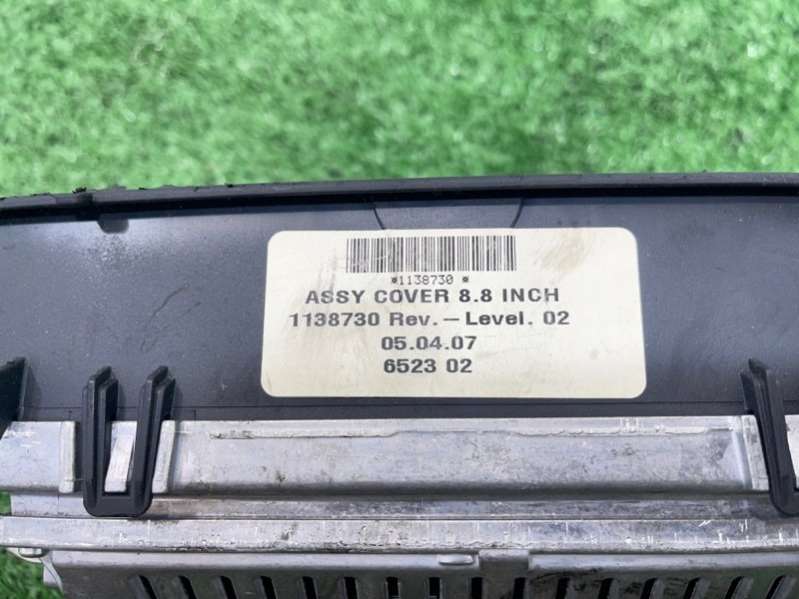 *1138730 *
ASSY COVER 8.8 INCH
1138730 Rev. – Level. 02
05.04.07
6523 02